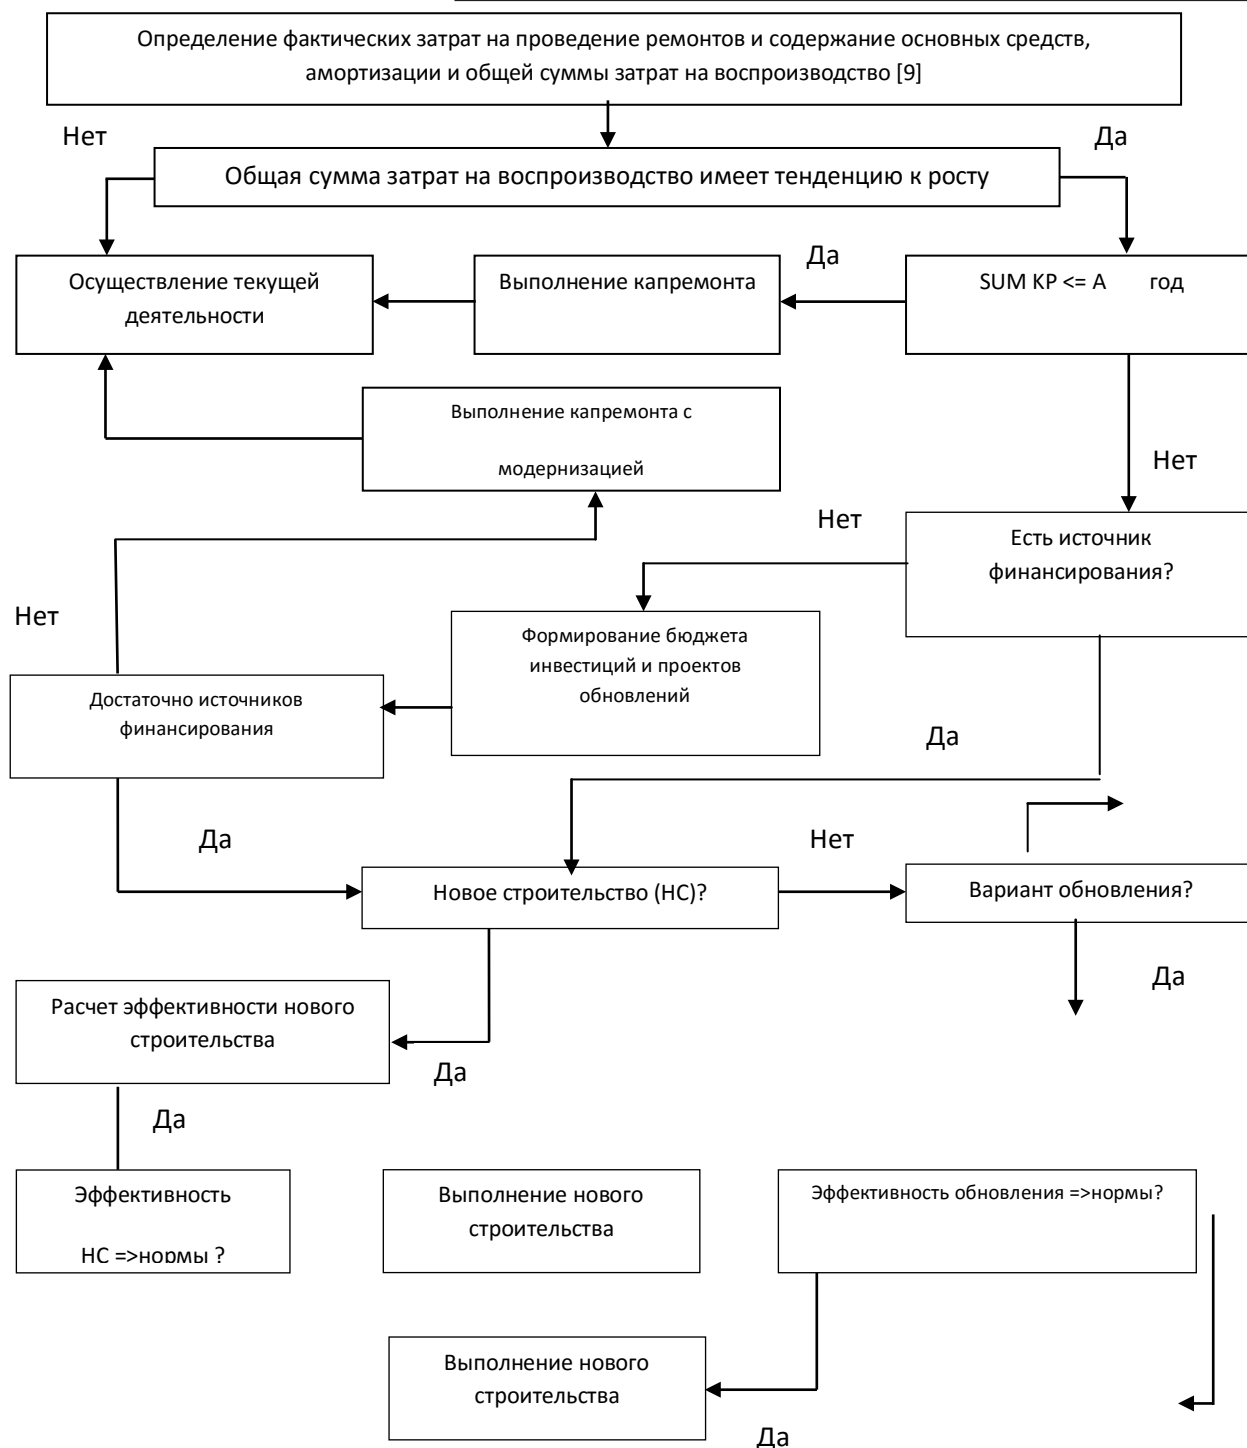 Определение фактических затрат на проведение ремонтов и содержание основных средств,
амортизации и общей суммы затрат на воспроизводство [9]
Нет
Да
Общая сумма затрат на воспроизводство имеет тенденцию к росту
Осуществление текущей
деятельности
Выполнение капремонта
Да
SUM KP <= A год
Выполнение капремонта с
модернизацией
Нет
Нет
Есть источник
финансирования?
Нет
Формирование бюджета
инвестиций и проектов
обновлений
Достаточно источников
финансирования
Да
Да
Нет
Новое строительство (НС)?
Вариант обновления?
Да
Расчет эффективности нового
строительства
Да
Да
Эффективность
НС =>нормы ?
Выполнение нового
строительства
Эффективность обновления =>нормы?
Выполнение нового
строительства
Да